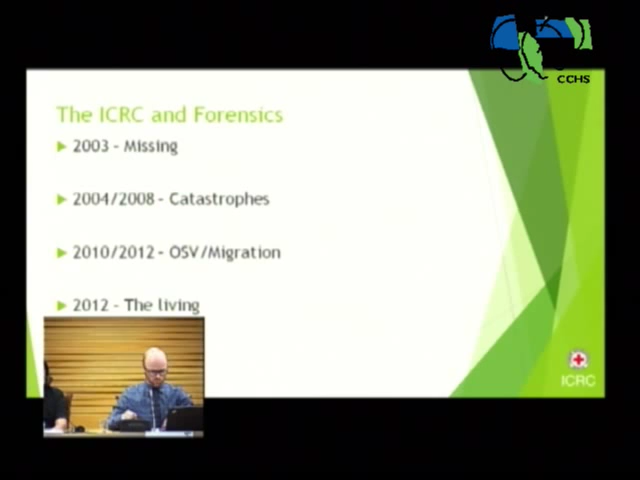 CCHS
The ICRC and Forensics
2003 - Missing
2004/2008 - Catastrophes
2010/2012 - OSV/Migration
2012 - The living
ICRC